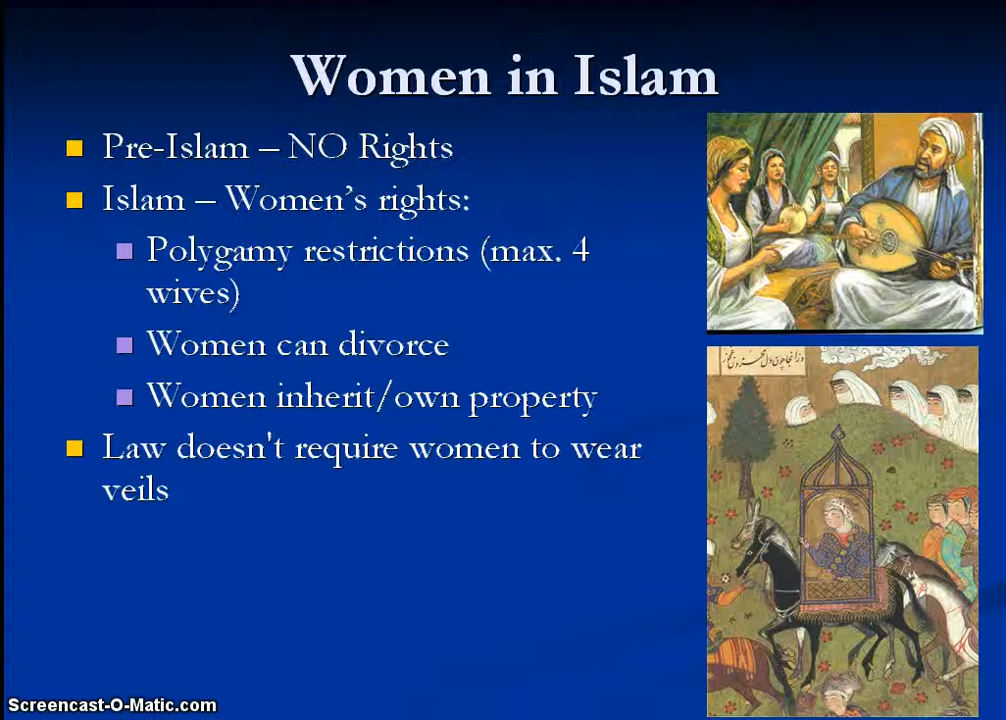 Women in Islam
Pre-Islam – NO Rights
Islam – Women’s rights:
Polygamy restrictions (max. 4
wives)
Women can divorce
Women inherit/own property
Law doesn't require women to wear
veils
Screencast-O-Matic.com